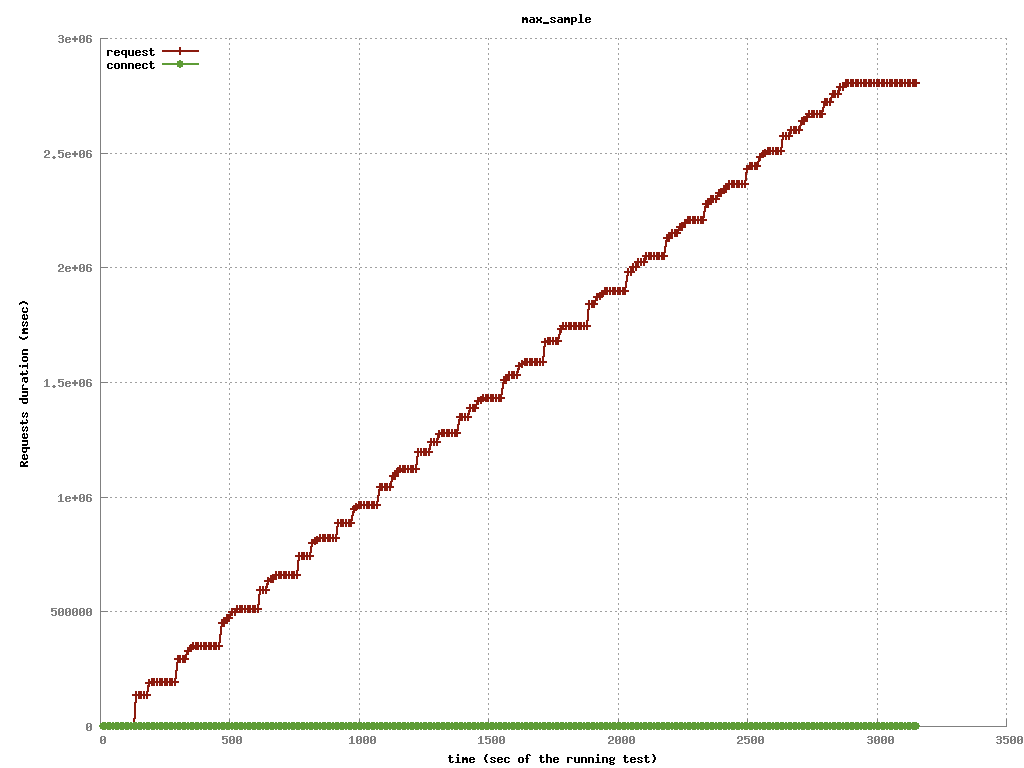 max_sample
3e+06
request
connect
2.5e+06
2e+06
1.5e+06
1e+06
500000
0
0 500 1000 1500 2000 2500 3000 3500
Requests duration (msec)
time (sec of the running test)